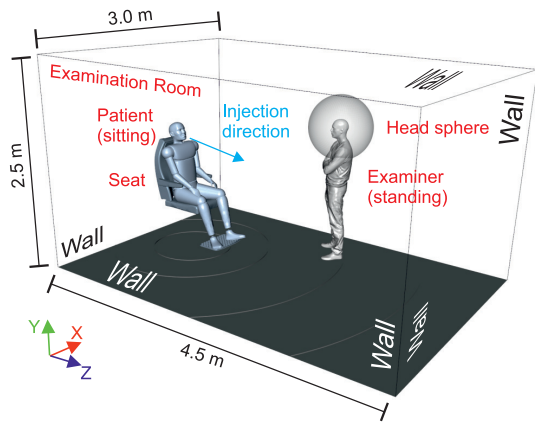 3.0 m
Examination Room
Wall
Wall
Patient
(sitting)
Injection
direction
Head sphere
2.5 m
Seat
Examiner
(standing)
Wall
Wall
Wall
Wall
Y
X
Z
4.5 m